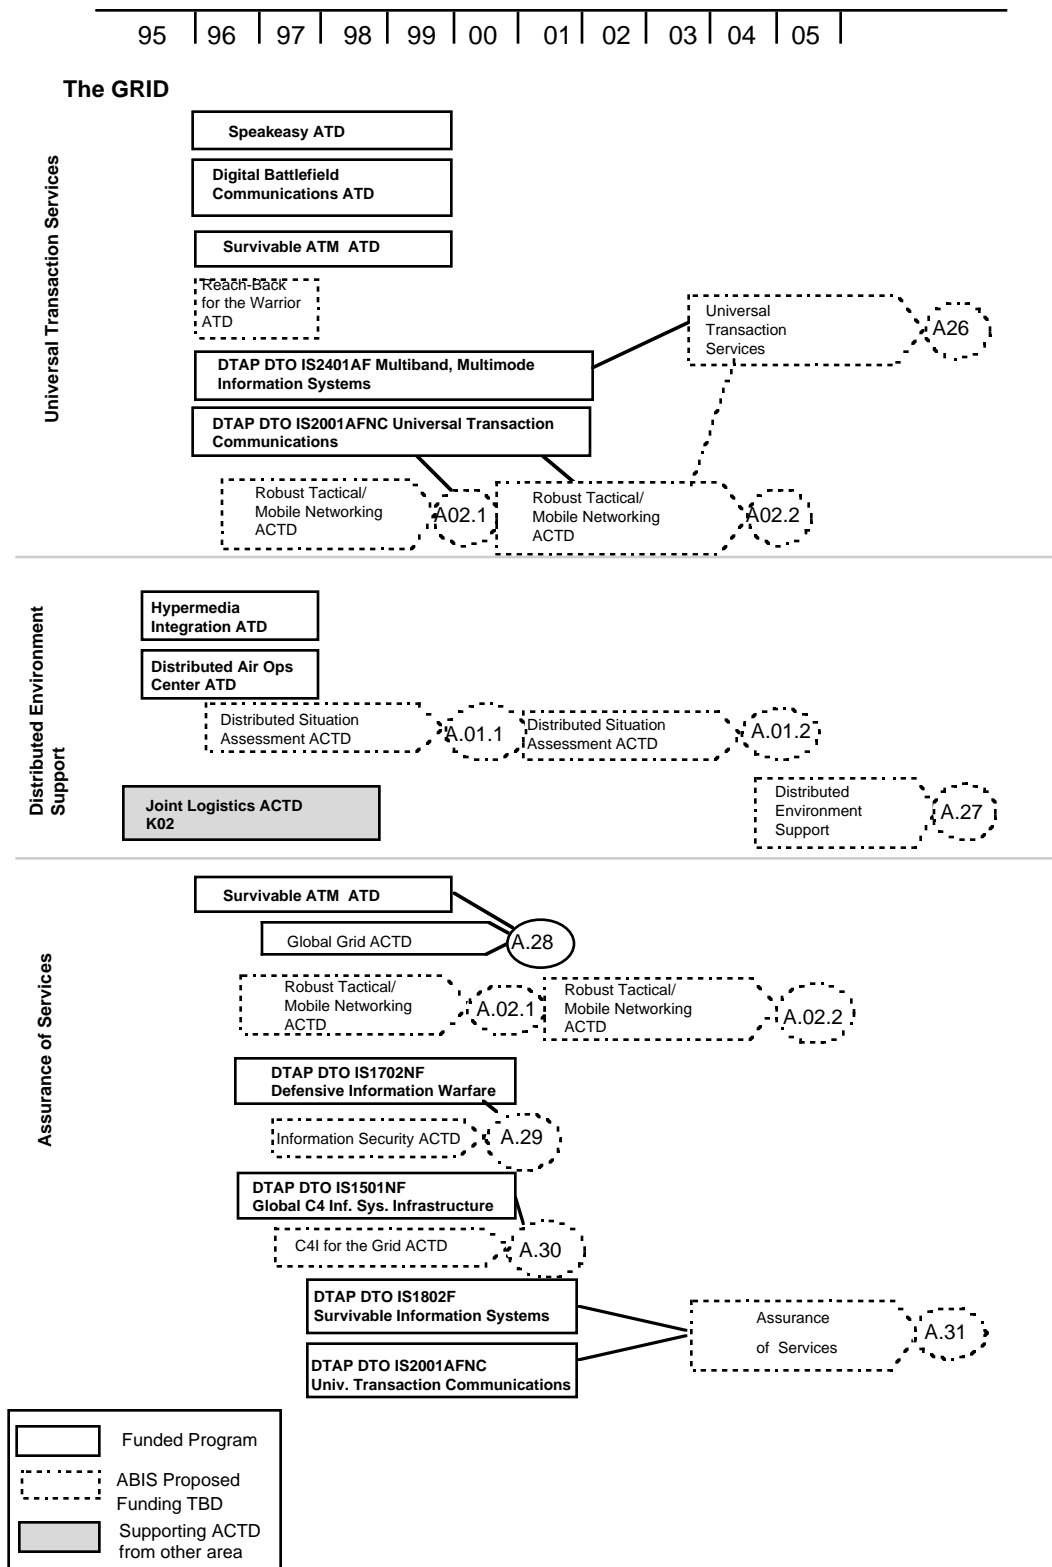 95 96 97 98 99 00 01 02 03 04 05
The GRID
Universal Transaction Services
Speakeasy ATD
Digital Battlefield
Communications ATD
Survivable ATM ATD
Reach-Back
for the Warrior
ATD
Universal
Transaction
Services
A26
DTAP DTO IS2401AF Multiband, Multimode
Information Systems
DTAP DTO IS2001AFNC Universal Transaction
Communications
Robust Tactical/
Mobile Networking
ACTD
A02.1
Robust Tactical/
Mobile Networking
ACTD
A02.2
Distributed Environment
Support
Hypermedia
Integration ATD
Distributed Air Ops
Center ATD
Distributed Situation
Assessment ACTD
A.01.1
Distributed Situation
Assessment ACTD
A.01.2
Joint Logistics ACTD
K02
Distributed
Environment
Support
A.27
Assurance of Services
Survivable ATM ATD
Global Grid ACTD
A.28
Robust Tactical/
Mobile Networking
ACTD
A.02.1
Robust Tactical/
Mobile Networking
ACTD
A.02.2
DTAP DTO IS1702NF
Defensive Information Warfare
Information Security ACTD
A.29
DTAP DTO IS1501NF
Global C4 Inf. Sys. Infrastructure
C4I for the Grid ACTD
A.30
DTAP DTO IS1802F
Survivable Information Systems
Assurance
of Services
A.31
DTAP DTO IS2001AFNC
Univ. Transaction Communications
Funded Program
ABIS Proposed
Funding TBD
Supporting ACTD
from other area